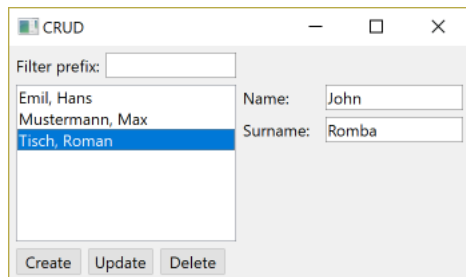 CRUD
Filter prefix:
Emil, Hans
Mustermann, Max
Tisch, Roman
Name: John
Surname: Romba
Create Update Delete